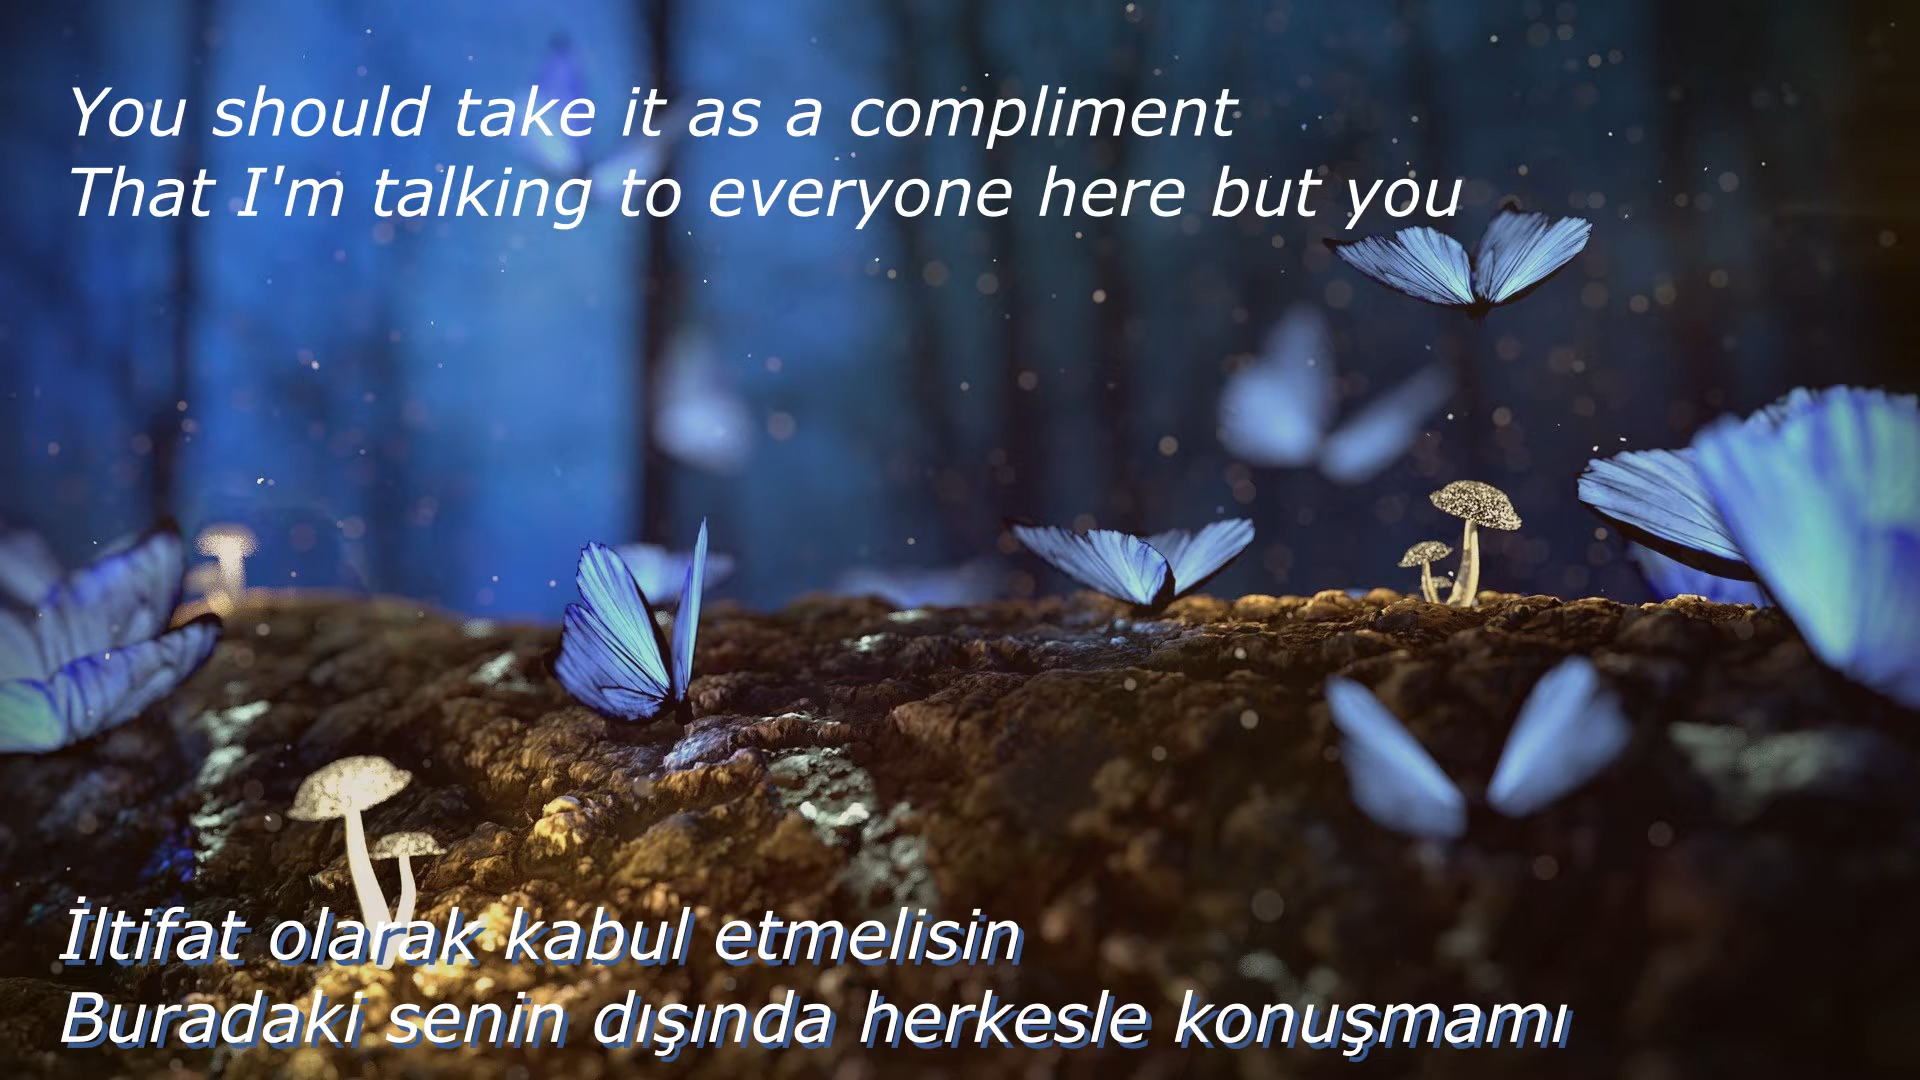 You should take it as a compliment
That I'm talking to everyone here but you
İltifat olarak kabul etmelisin
Buradaki senin dışında herkesle konuşmamı